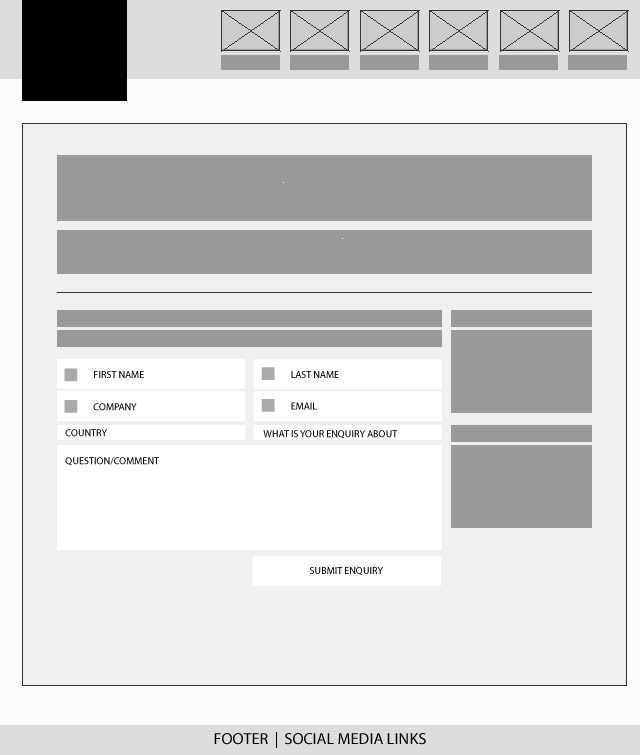 FIRST NAME
LAST NAME
COMPANY
EMAIL
COUNTRY
WHAT IS YOUR ENQUIRY ABOUT
QUESTION/COMMENT
SUBMIT ENQUIRY
FOOTER | SOCIAL MEDIA LINKS